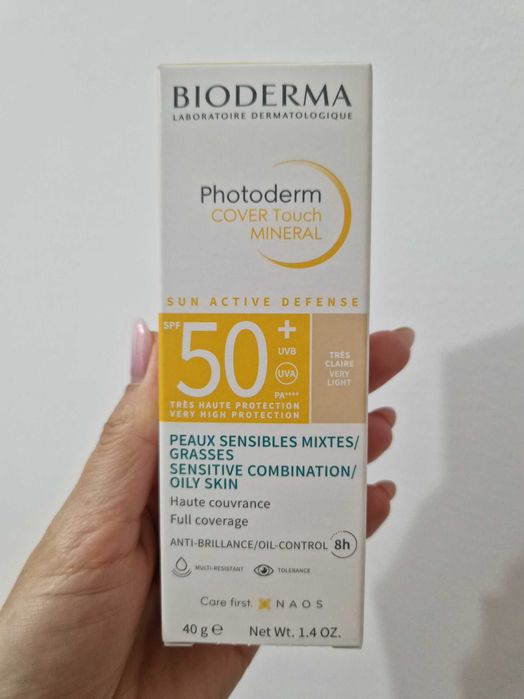 BIODERMA
LABORATOIRE DERMATOLOGIQUE
Photoderm
COVER Touch
MINERAL
SUN ACTIVE DEFENSE
SPF 50+
UVB
UVA
PA++++
TRÈS HAUTE PROTECTION
VERY HIGH PROTECTION
TRÈS
CLAIRE
VERY
LIGHT
PEAUX SENSIBLES MIXTES/
GRASSES
SENSITIVE COMBINATION/
OILY SKIN
Haute couvrance
Full coverage
ANTI-BRILLANCE/OIL-CONTROL 8h
MULTI-RESISTANT TOLERANCE
Care first. NAOS
40 g e Net Wt. 1.4 OZ.